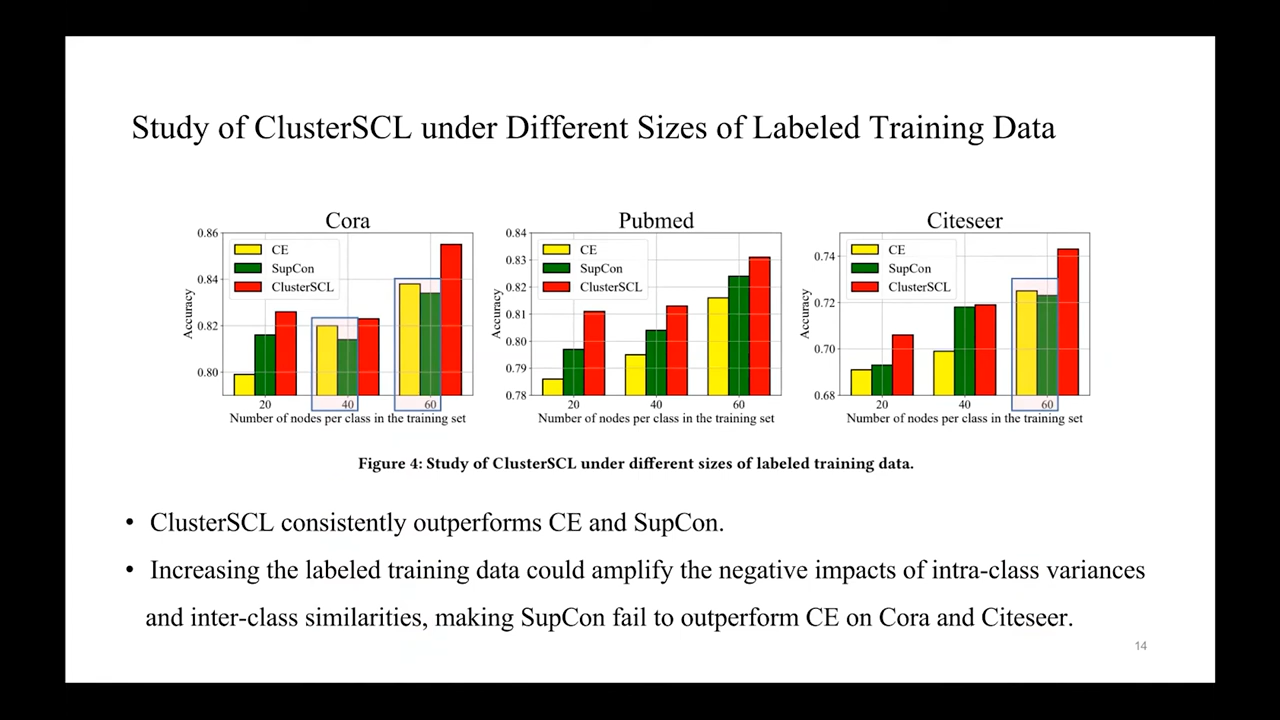 Study of ClusterSCL under Different Sizes of Labeled Training Data
Cora
0.86
0.84
0.82
0.80
Accuracy
CE
SupCon
ClusterSCL
20
40
60
Number of nodes per class in the training set
Pubmed
0.84
0.83
0.82
0.81
0.80
0.79
0.78
Accuracy
CE
SupCon
ClusterSCL
20
40
60
Number of nodes per class in the training set
Citeseer
0.74
0.72
0.70
0.68
Accuracy
CE
SupCon
ClusterSCL
20
40
60
Number of nodes per class in the training set
Figure 4: Study of ClusterSCL under different sizes of labeled training data.
• ClusterSCL consistently outperforms CE and SupCon.
• Increasing the labeled training data could amplify the negative impacts of intra-class variances
and inter-class similarities, making SupCon fail to outperform CE on Cora and Citeseer.
14